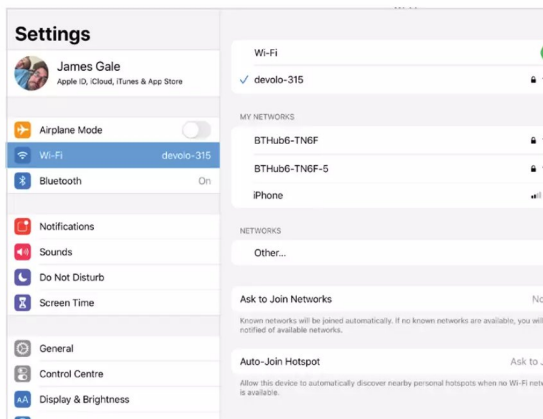 Settings
James Gale
Apple ID, iCloud, iTunes & App Store
Airplane Mode
Wi-Fi devolo-315
Bluetooth On
Notifications
Sounds
Do Not Disturb
Screen Time
General
Control Centre
AA Display & Brightness
Wi-Fi
devolo-315
MY NETWORKS
BTHub6-TN6F
BTHub6-TN6F-5
iPhone
NETWORKS
Other...
Ask to Join Networks
Known networks will be joined automatically. If no known networks are available, you will
notified of available networks.
Auto-Join Hotspot Ask to
Allow this device to automatically discover nearby personal hotspots when no Wi-Fi
is available.